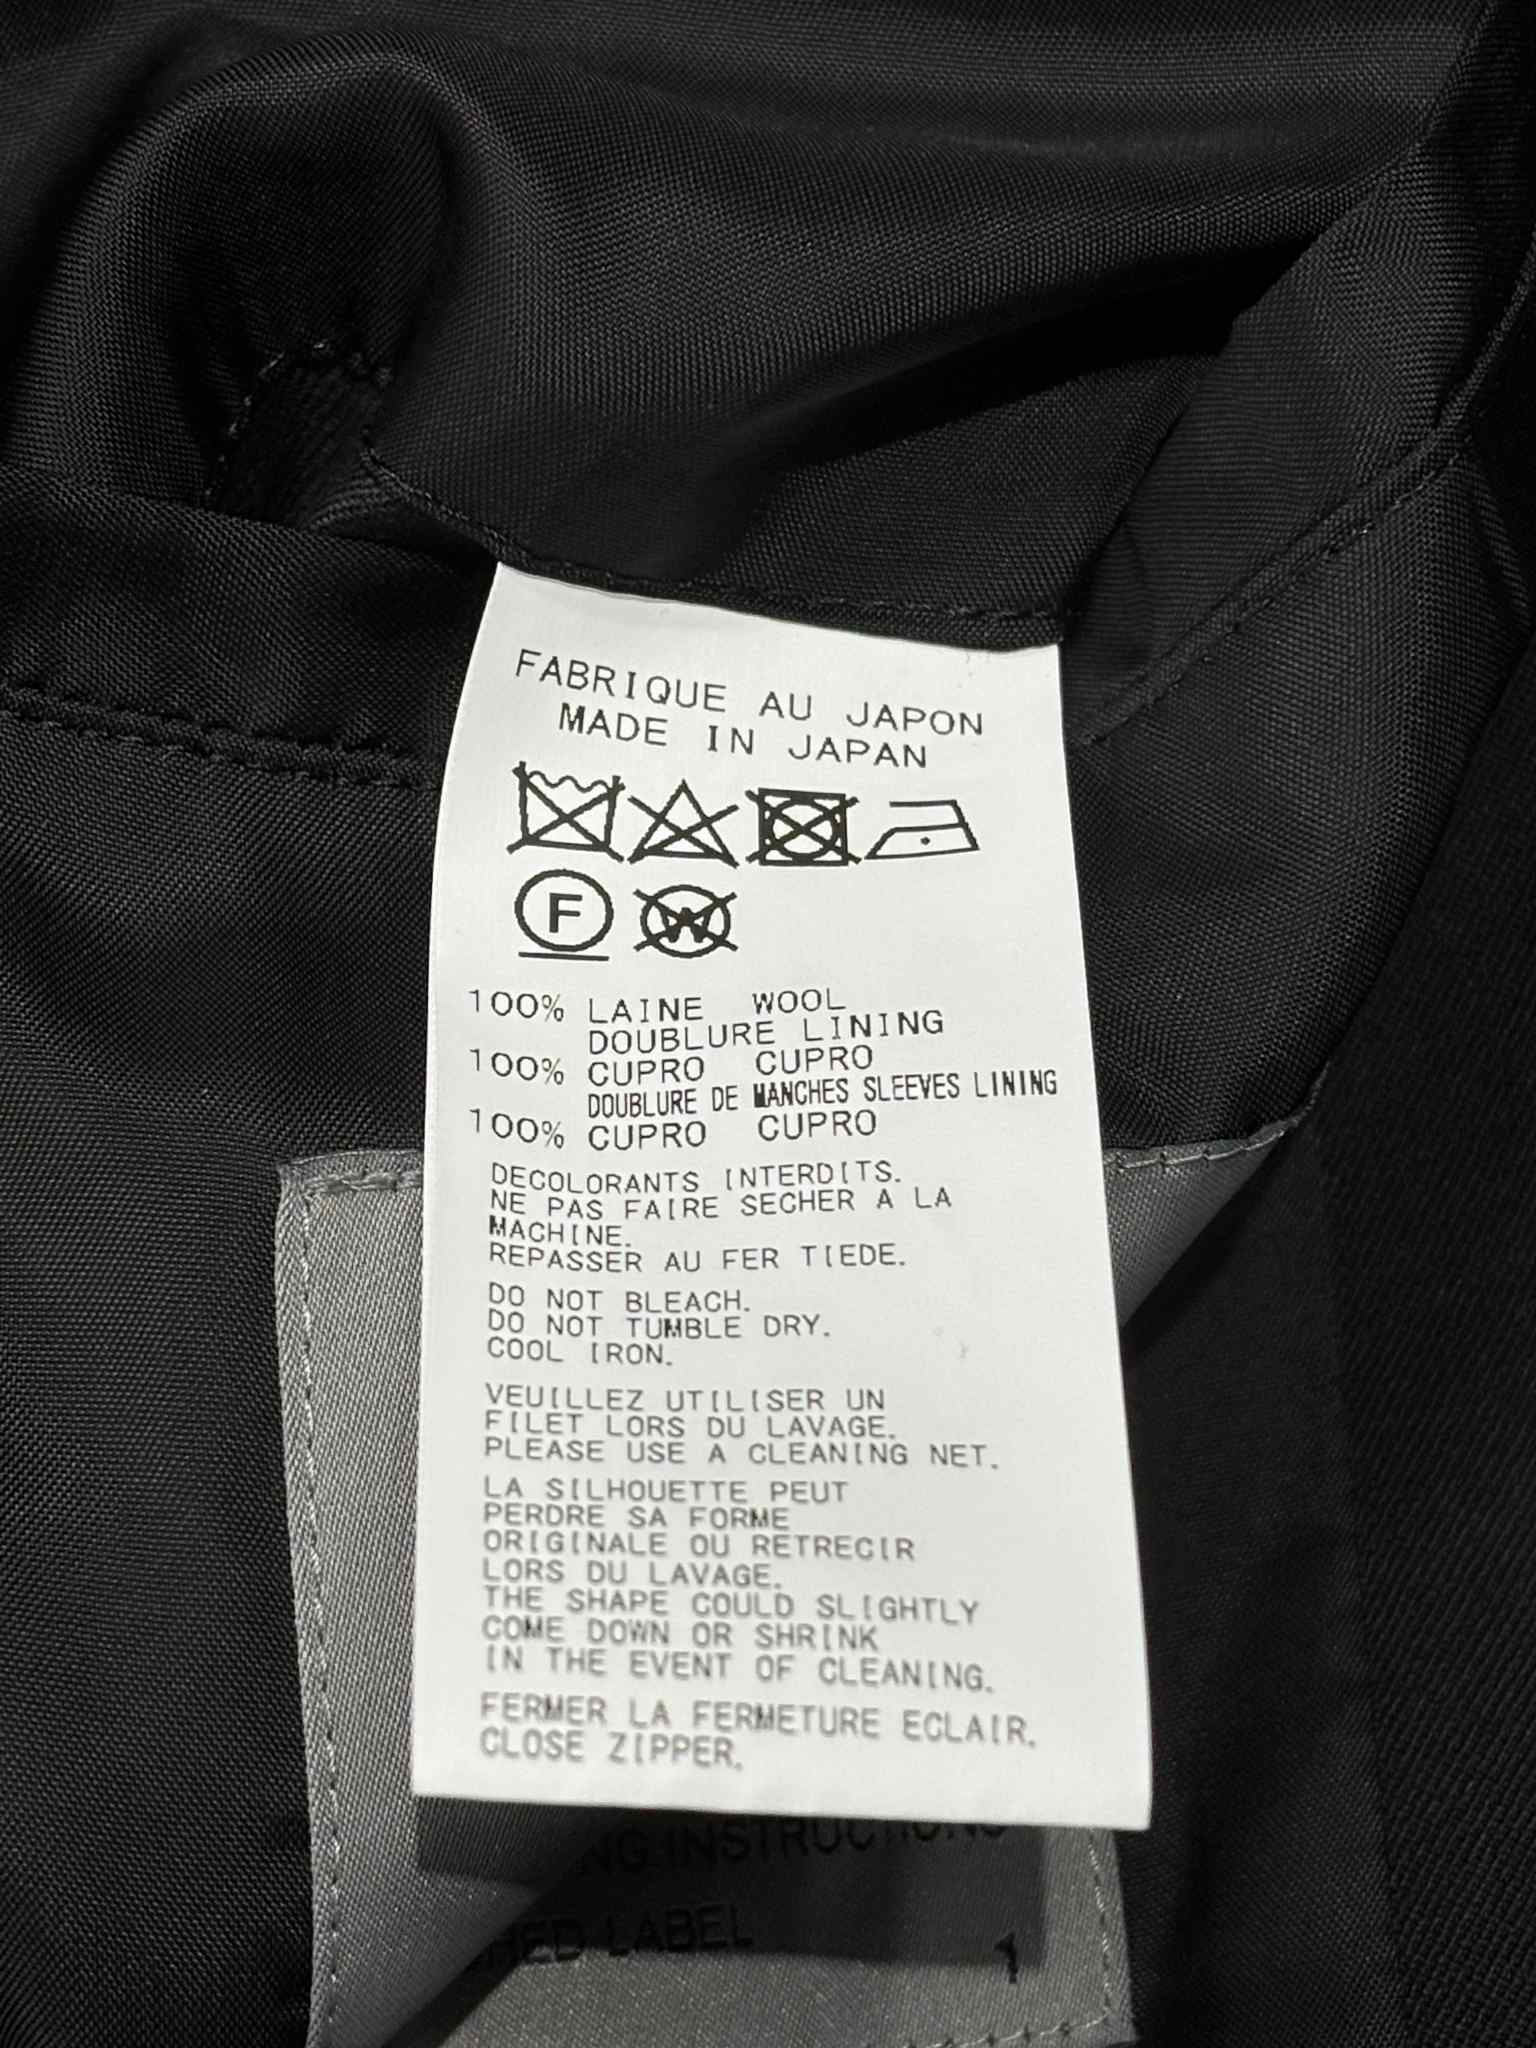 FABRIQUE AU JAPON
MADE IN JAPAN
F W
100% LAINE WOOL
DOUBLURE LINING
100% CUPRO CUPRO
DOUBLURE DE MANCHES SLEEVES LINING
100% CUPRO CUPRO
DECOLORANTS INTERDITS.
NE PAS FAIRE SECHER A LA
MACHINE.
REPASSER AU FER TIEDE.
DO NOT BLEACH.
DO NOT TUMBLE DRY.
COOL IRON.
VEUILLEZ UTILISER UN
FILET LORS DU LAVAGE.
PLEASE USE A CLEANING NET.
LA SILHOUETTE PEUT
PERDRE SA FORME
ORIGINALE OU RETRECIR
LORS DU LAVAGE.
THE SHAPE COULD SLIGHTLY
COME DOWN OR SHRINK
IN THE EVENT OF CLEANING.
FERMER LA FERMETURE ECLAIR.
CLOSE ZIPPER.
INSTRUCTIONS
LABEL
1